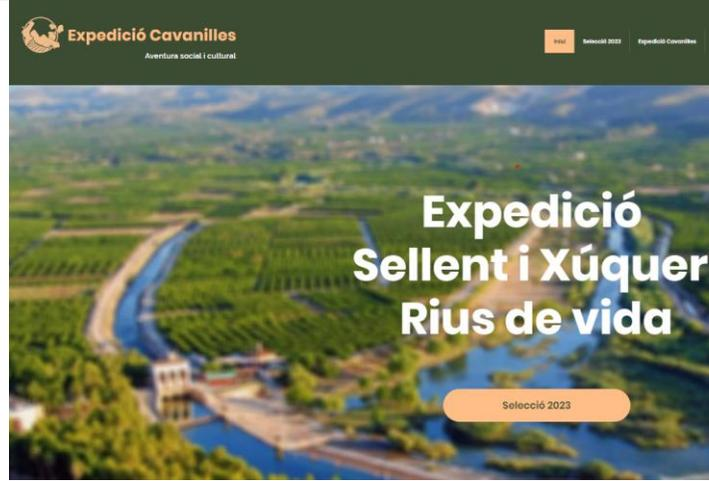 Expedició Cavanilles
Aventura social i cultural
Inici
Selecció 2023
Expedició Cavanilles
Expedició
Sellent i Xúquer
Rius de vida
Selecció 2023